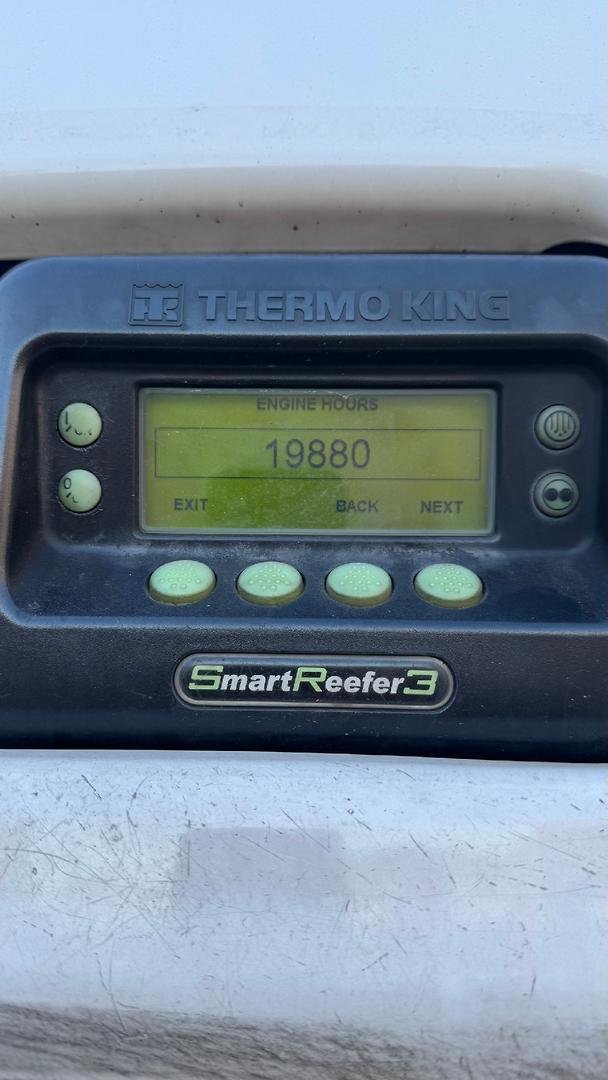 THERMO KING
ENGINE HOURS
19880
EXIT BACK NEXT
SmartReefer3